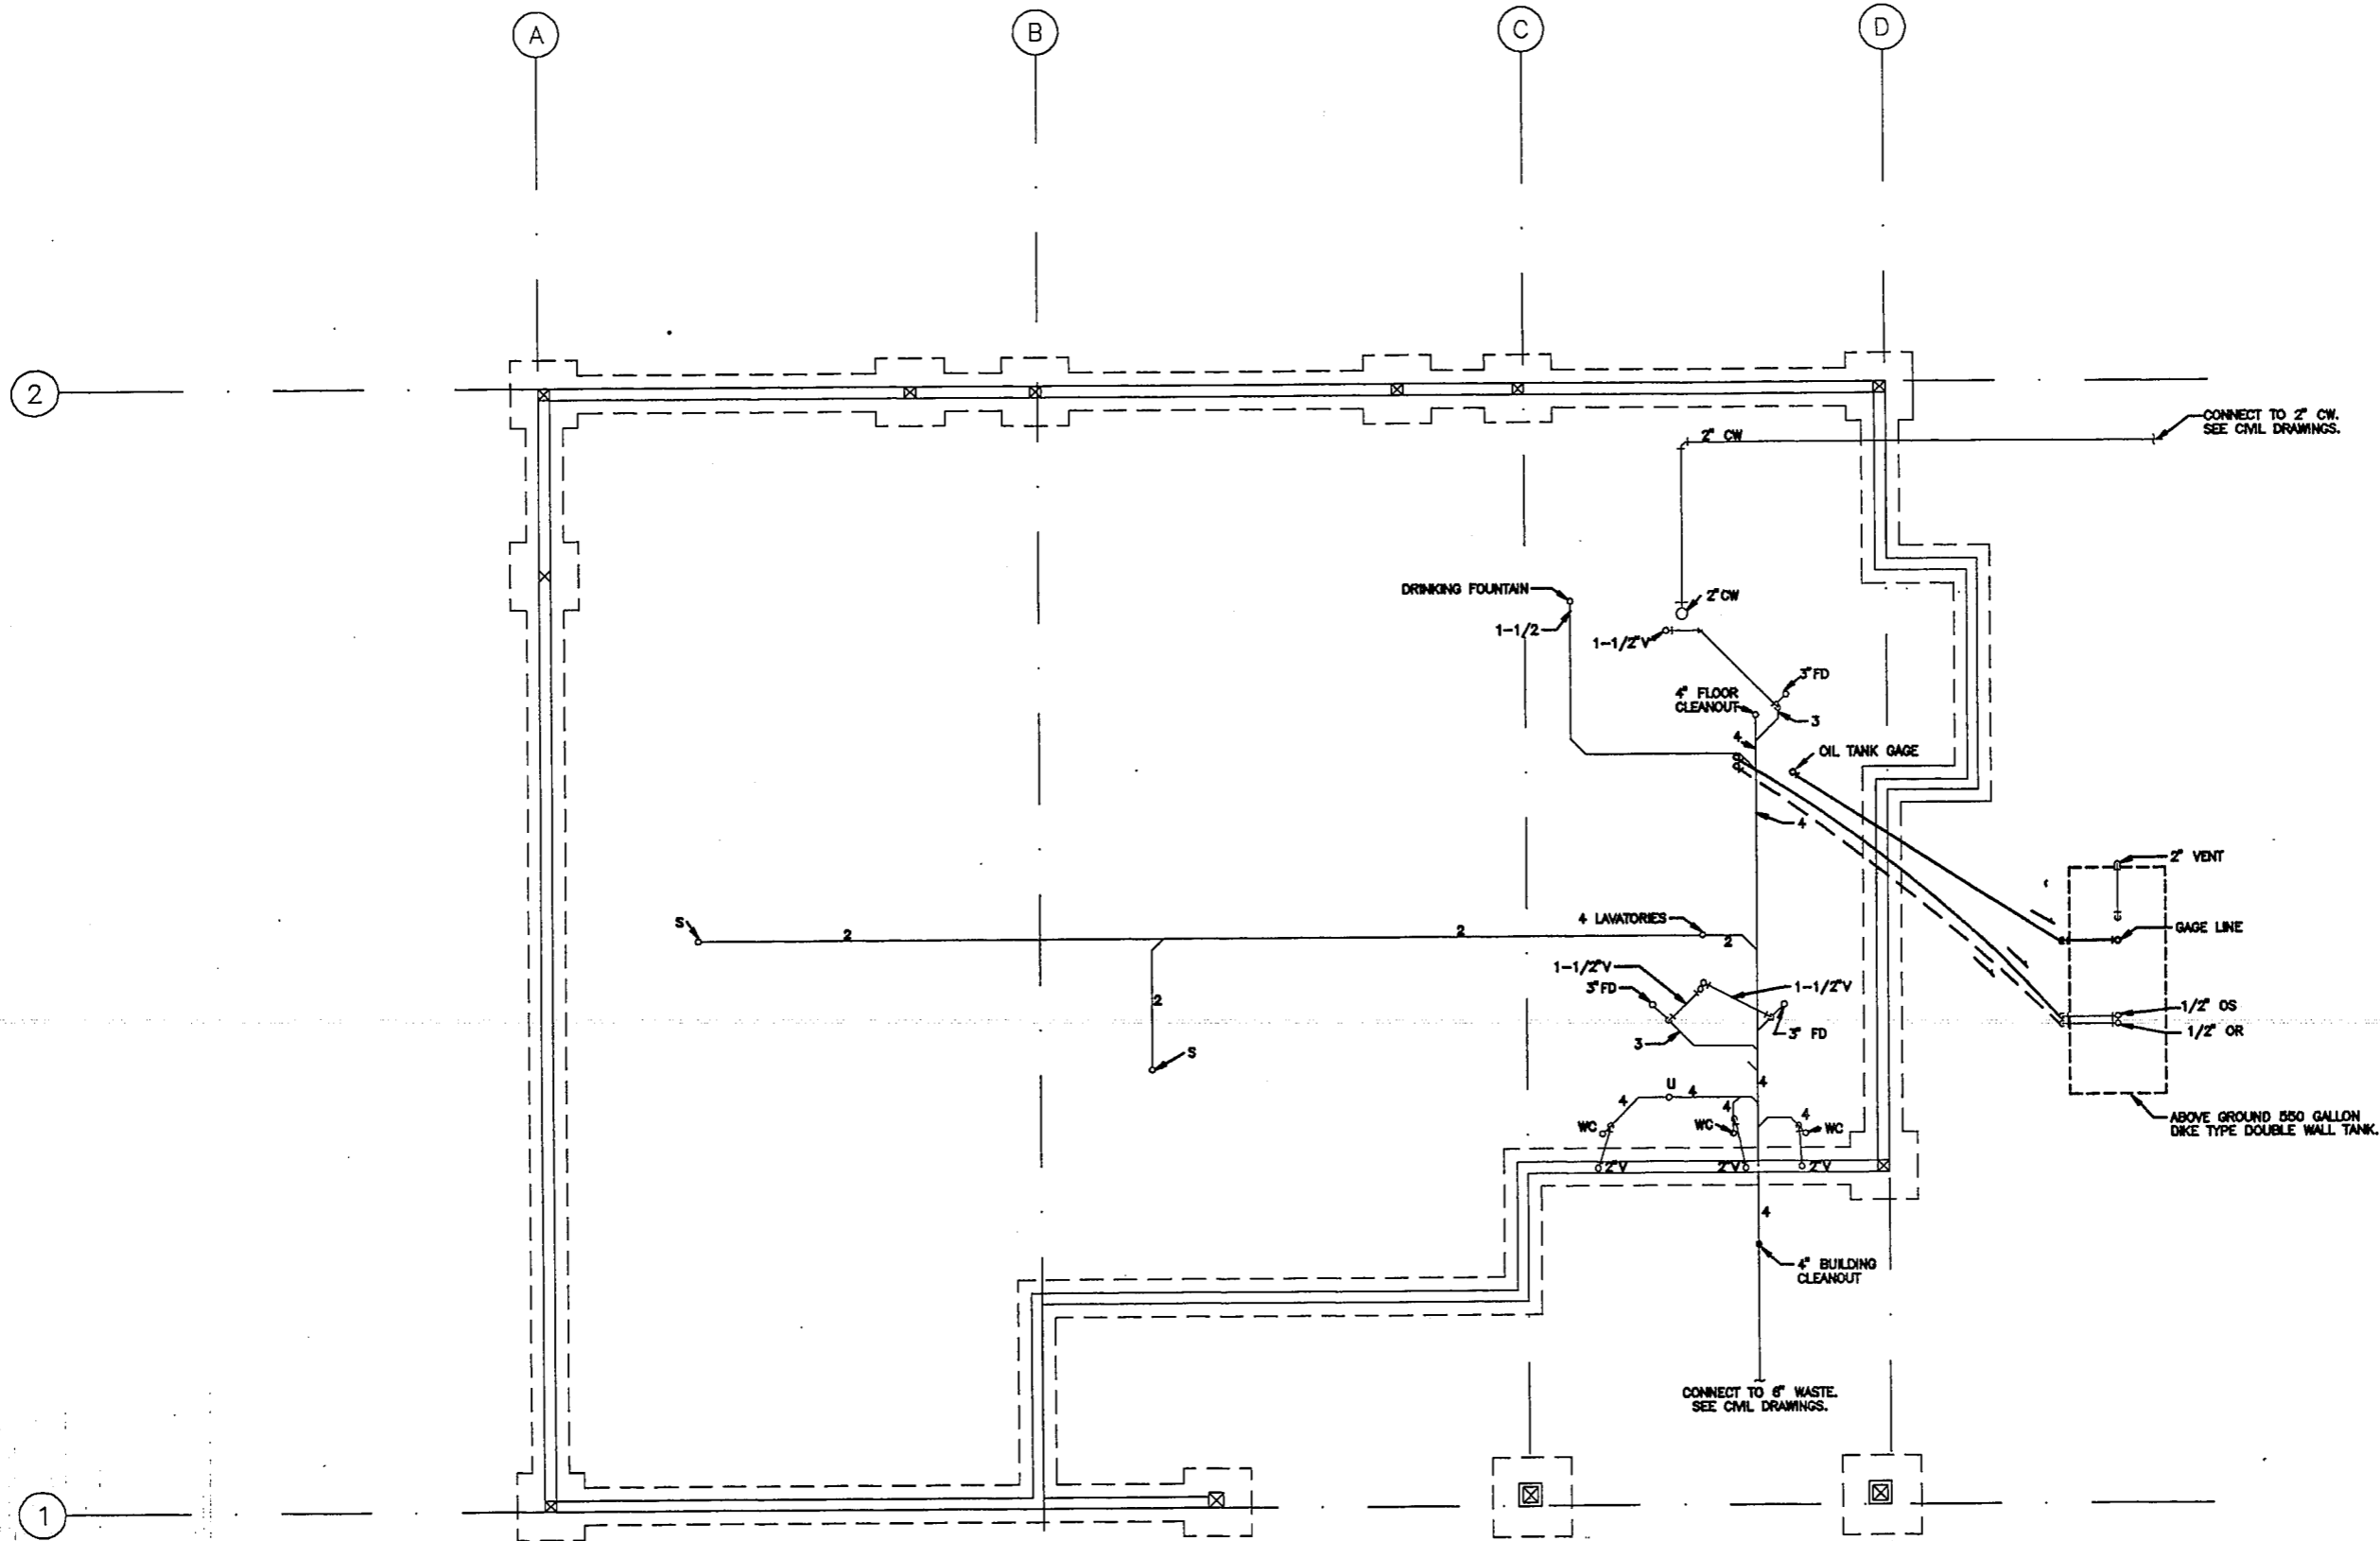 A
B
C
D
2
CONNECT TO 2" CW.
SEE CIVIL DRAWINGS.
2" CW
DRINKING FOUNTAIN
2"CW
1-1/2
1-1/2"V
3"FD
4" FLOOR
CLEANOUT
3
4
OIL TANK GAGE
4
2" VENT
S
2
2
4 LAVATORIES
2
GAGE LINE
1-1/2"V
3"FD
1-1/2"V
2
1/2" OS
3" FD
1/2" OR
3
S
4
U
4
4
4
4
WC
WC
WC
ABOVE GROUND 550 GALLON
DIKE TYPE DOUBLE WALL TANK.
2"V
2"V
2"V
4
4" BUILDING
CLEANOUT
CONNECT TO 6" WASTE.
SEE CIVIL DRAWINGS.
1